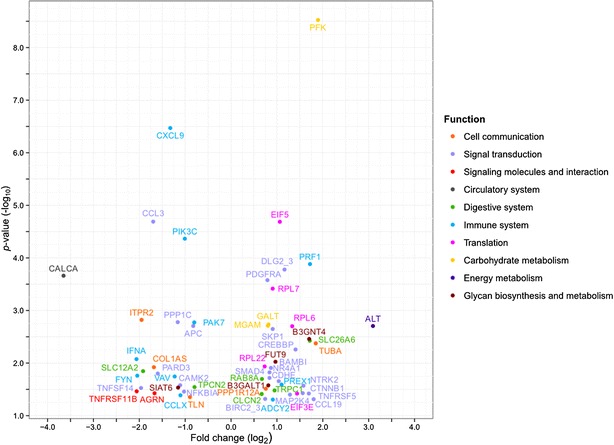 PFK
8.0
7.0
CXCL9
6.0
Function
Cell communication
Signal transduction
Signaling molecules and interaction
Circulatory system
Digestive system
Immune system
Translation
Carbohydrate metabolism
Energy metabolism
Glycan biosynthesis and metabolism
p-value (-log10)
5.0
CCL3
EIF5
PIK3C
4.0
DLG2_3
PRF1
CALCA
PDGFRA
RPL7
3.0
ITPR2
PPP1C
PAK7
APC
GALT
MGAM
RPL6
ALT
SKP1
B3GNT4
SLC26A6
CREBBP
TUBA
2.0
IFNA
COL1AS
FUT9
RPL22
BAMBI
SLC12A2
PARD3
NR4A1
SMAD4
FYN
VAV
CAMK2
RAB8A
CDHE
NTRK2
TNFSF14
SIAT6
TPCN2
B3GALT1
PREX1
CTNNB1
NFKBIA
PPP1R12A
TRPC1
TNFRSF5
TNFRSF11B
AGRN
CLCN2
MAP2K4
CCL19
CCLX
TLN
BIRC2_3
ADCY2
EIF3E
1.0
−4.0
−3.0
−2.0
−1.0
0.0
1.0
2.0
3.0
4.0
Fold change (log2)